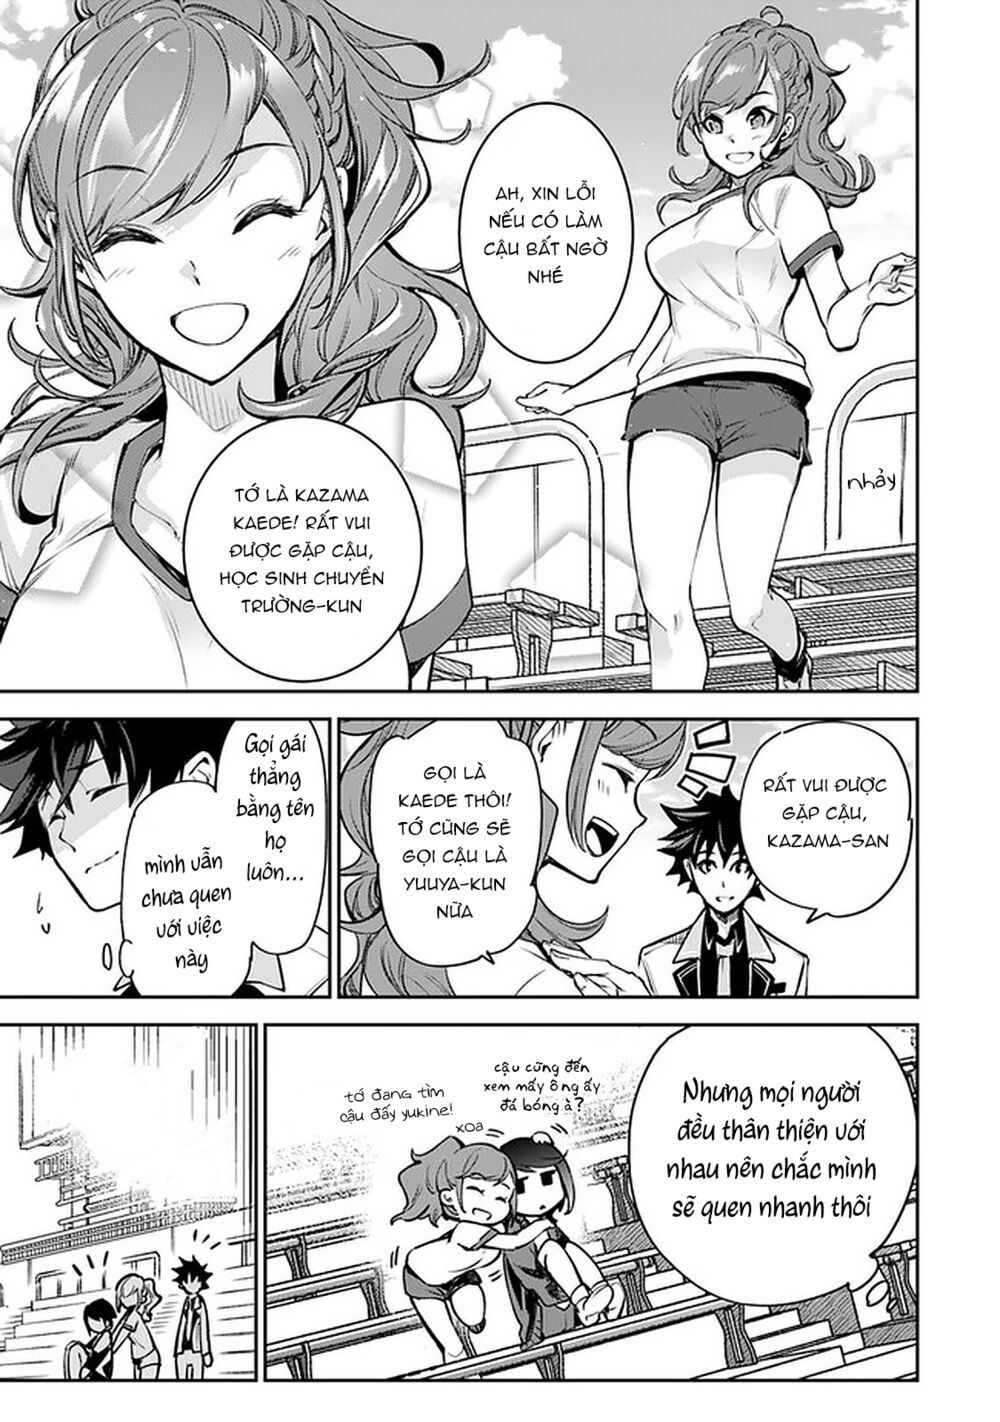 AH, XIN LỖI
NẾU CÓ LÀM
CẬU BẤT NGỜ
NHÉ
nhảy
TỚ LÀ KAZAMA
KAEDE! RẤT VUI
ĐƯỢC GẶP CẬU,
HỌC SINH CHUYỂN
TRƯỜNG-KUN
RẤT VUI ĐƯỢC
GẶP CẬU,
KAZAMA-SAN
GỌI LÀ
KAEDE THÔI!
TỚ CŨNG SẼ
GỌI CẬU LÀ
YUUYA-KUN
NỮA
Gọi gái
thẳng
bằng tên
họ
luôn...
mình vẫn
chưa quen
với việc
này
Nhưng mọi người
đều thân thiện với
nhau nên chắc mình
sẽ quen nhanh thôi
cậu cũng đến
xem mấy ông ấy
đá bóng à?
tớ đang tìm
cậu đấy yukine!
xoa